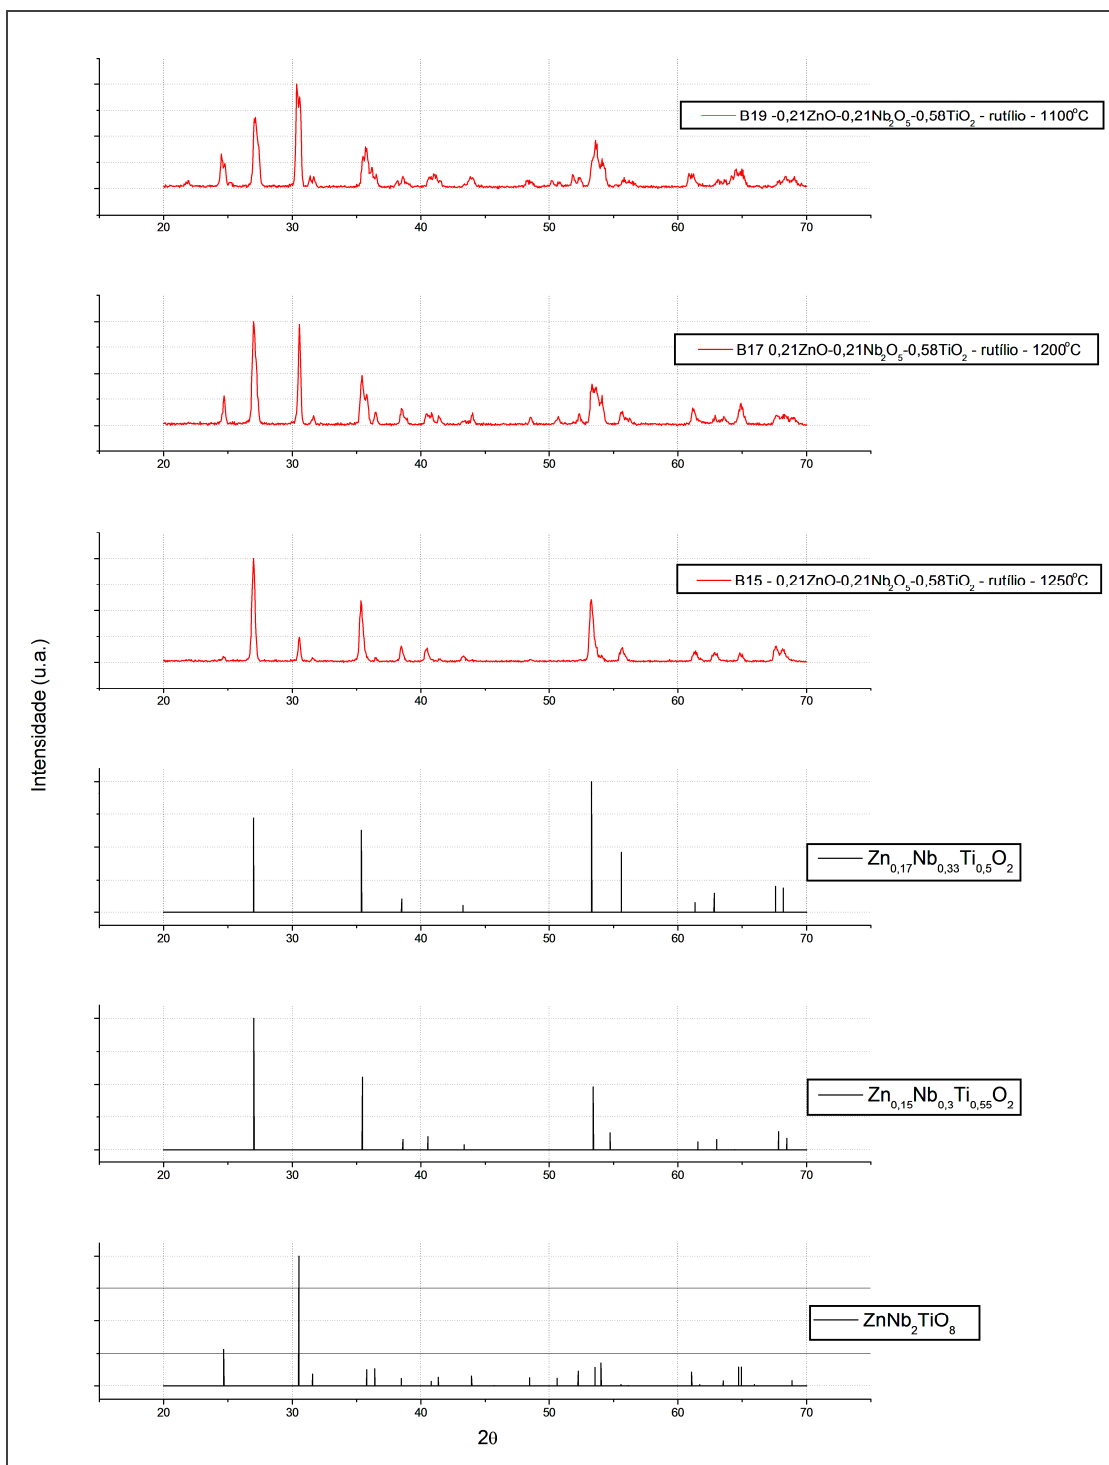 B19 -0,21ZnO-0,21Nb₂O₅-0,58TiO₂ - rutílio - 1100°C
20 30 40 50 60 70
B17 0,21ZnO-0,21Nb₂O₅-0,58TiO₂ - rutílio - 1200°C
20 30 40 50 60 70
B15 - 0,21ZnO-0,21Nb₂O₅-0,58TiO₂ - rutílio - 1250°C
20 30 40 50 60 70
Intensidade (u.a.)
Zn₀,₁₇Nb₀,₃₃Ti₀,₅O₂
20 30 40 50 60 70
Zn₀,₁₅Nb₀,₃Ti₀,₅₅O₂
20 30 40 50 60 70
ZnNb₂TiO₈
20 30 40 50 60 70
2θ